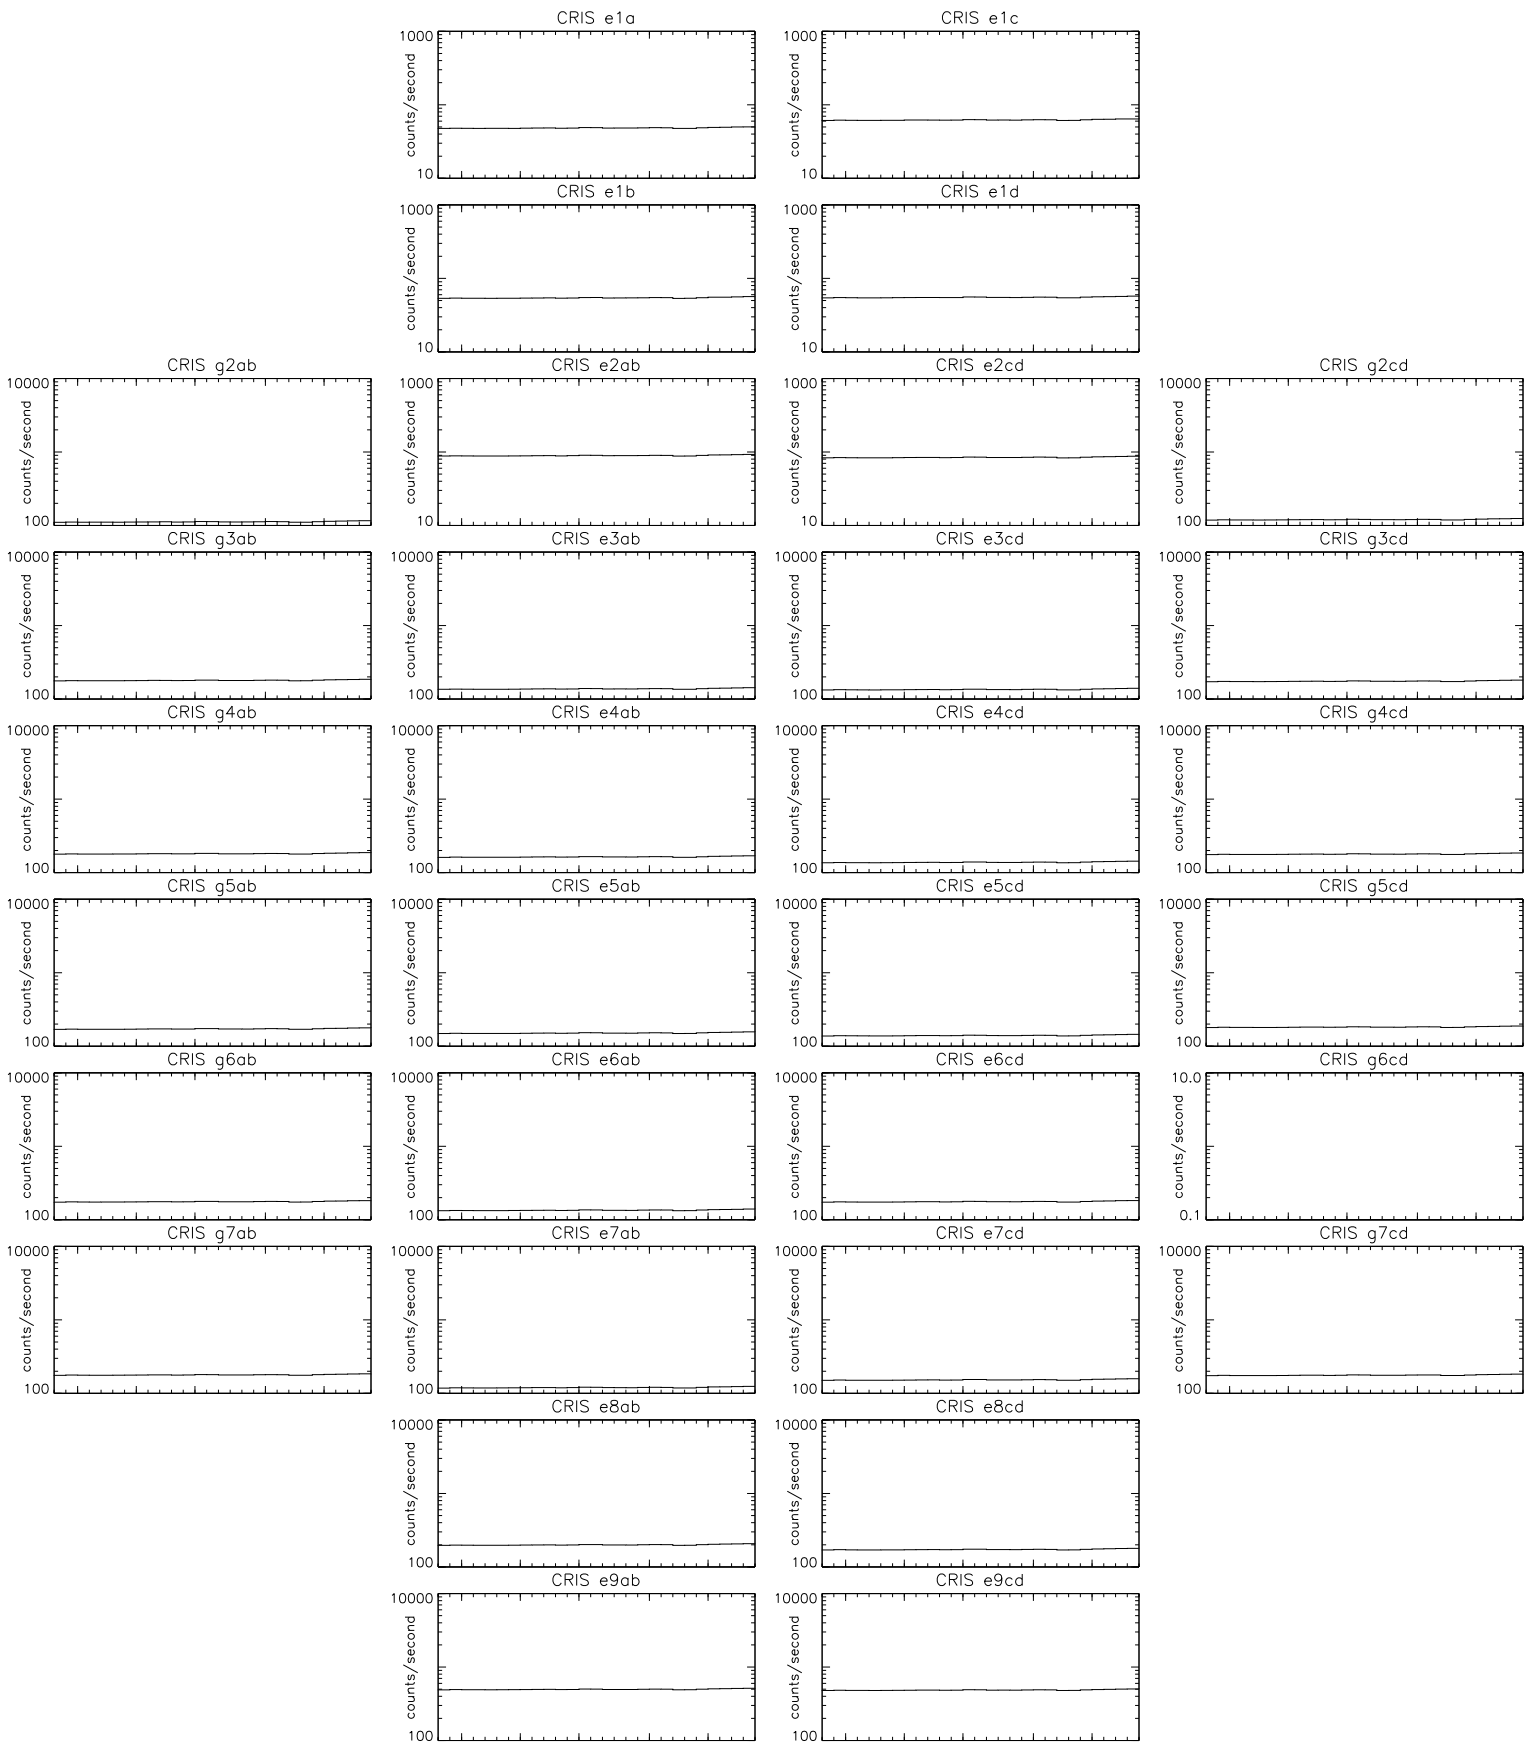 CRIS e1a CRIS e1c
1000 1000
counts/second counts/second
10 10
CRIS e1b CRIS e1d
1000 1000
counts/second counts/second
10 10
CRIS g2ab CRIS e2ab CRIS e2cd CRIS g2cd
10000 1000 1000 10000
counts/second counts/second counts/second counts/second
100 10 10 100
CRIS g3ab CRIS e3ab CRIS e3cd CRIS g3cd
10000 10000 10000 10000
counts/second counts/second counts/second counts/second
100 100 100 100
CRIS g4ab CRIS e4ab CRIS e4cd CRIS g4cd
10000 10000 10000 10000
counts/second counts/second counts/second counts/second
100 100 100 100
CRIS g5ab CRIS e5ab CRIS e5cd CRIS g5cd
10000 10000 10000 10000
counts/second counts/second counts/second counts/second
100 100 100 100
CRIS g6ab CRIS e6ab CRIS e6cd CRIS g6cd
10000 10000 10000 10.0
counts/second counts/second counts/second counts/second
100 100 100 0.1
CRIS g7ab CRIS e7ab CRIS e7cd CRIS g7cd
10000 10000 10000 10000
counts/second counts/second counts/second counts/second
100 100 100 100
CRIS e8ab CRIS e8cd
10000 10000
counts/second counts/second
100 100
CRIS e9ab CRIS e9cd
10000 10000
counts/second counts/second
100 100